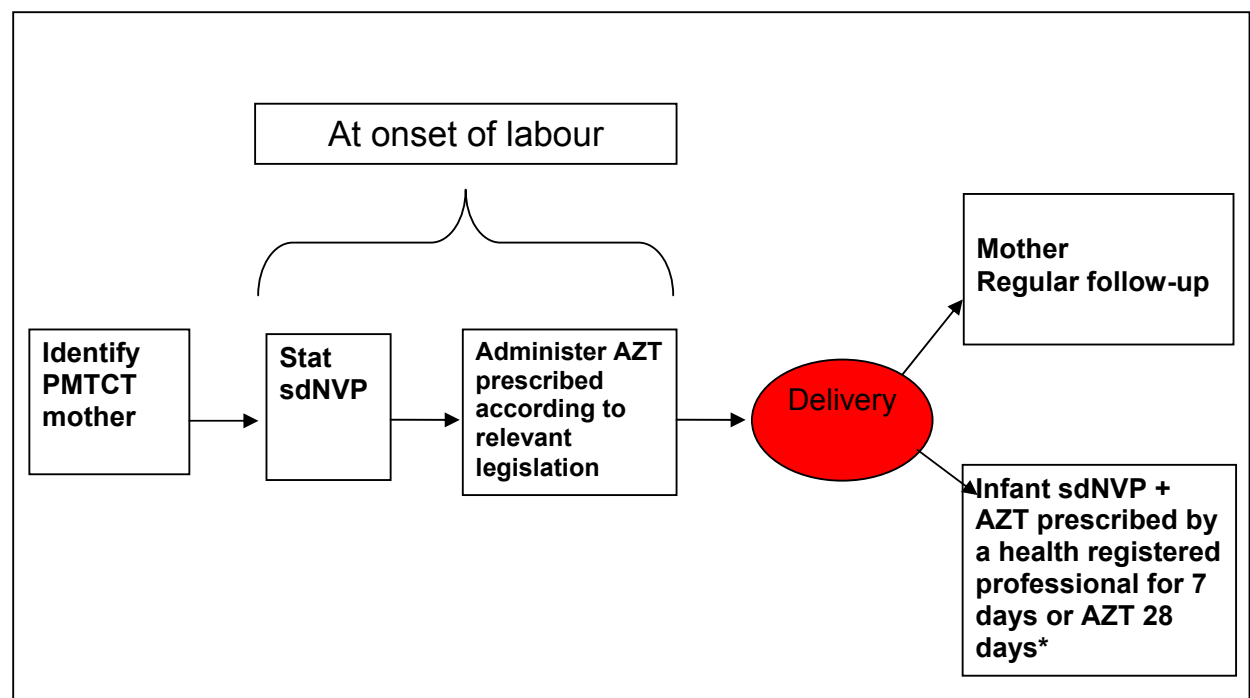 At onset of labour
Identify
PMTCT
mother
Stat
sdNVP
Administer AZT
prescribed
according to
relevant
legislation
Delivery
Mother
Regular follow-up
Infant sdNVP +
AZT prescribed by
a health registered
professional for 7
days or AZT 28
days*